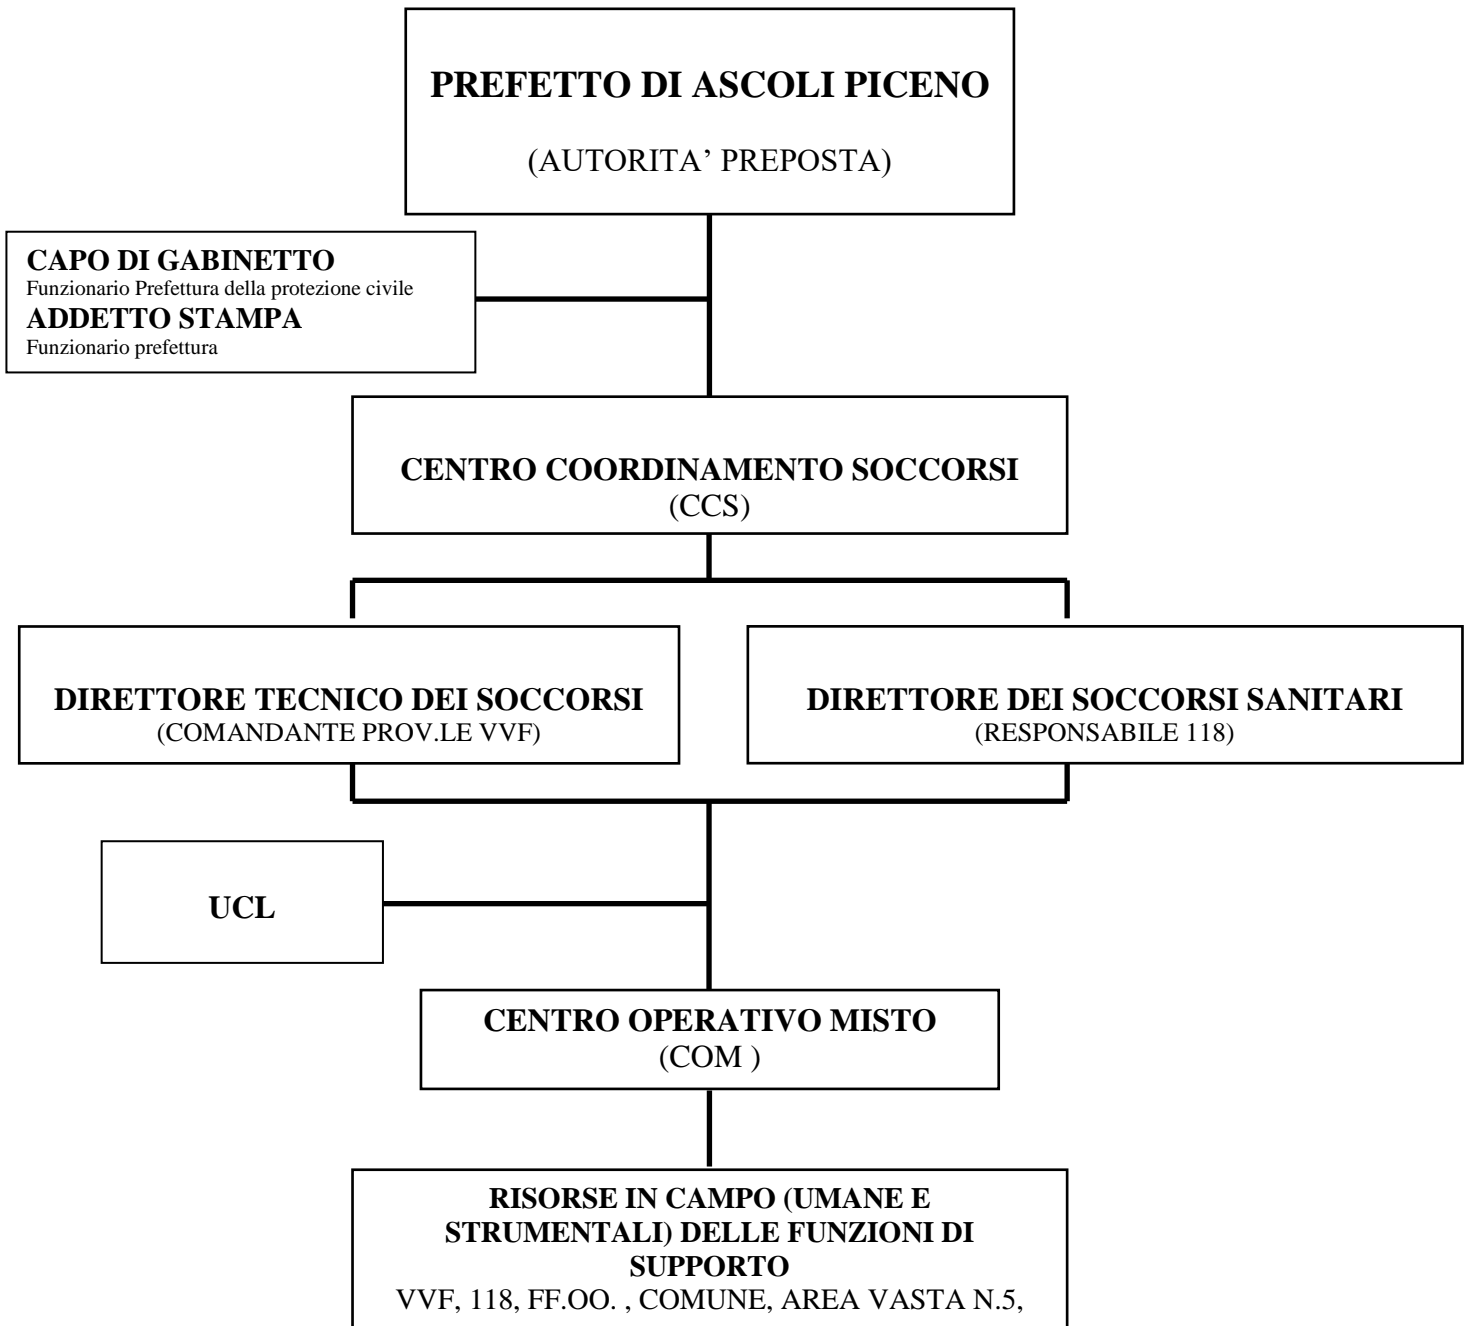 PREFETTO DI ASCOLI PICENO
(AUTORITA’ PREPOSTA)
CAPO DI GABINETTO
Funzionario Prefettura della protezione civile
ADDETTO STAMPA
Funzionario prefettura
CENTRO COORDINAMENTO SOCCORSI
(CCS)
DIRETTORE TECNICO DEI SOCCORSI
(COMANDANTE PROV.LE VVF)
DIRETTORE DEI SOCCORSI SANITARI
(RESPONSABILE 118)
UCL
CENTRO OPERATIVO MISTO
(COM )
RISORSE IN CAMPO (UMANE E
STRUMENTALI) DELLE FUNZIONI DI
SUPPORTO
VVF, 118, FF.OO. , COMUNE, AREA VASTA N.5,